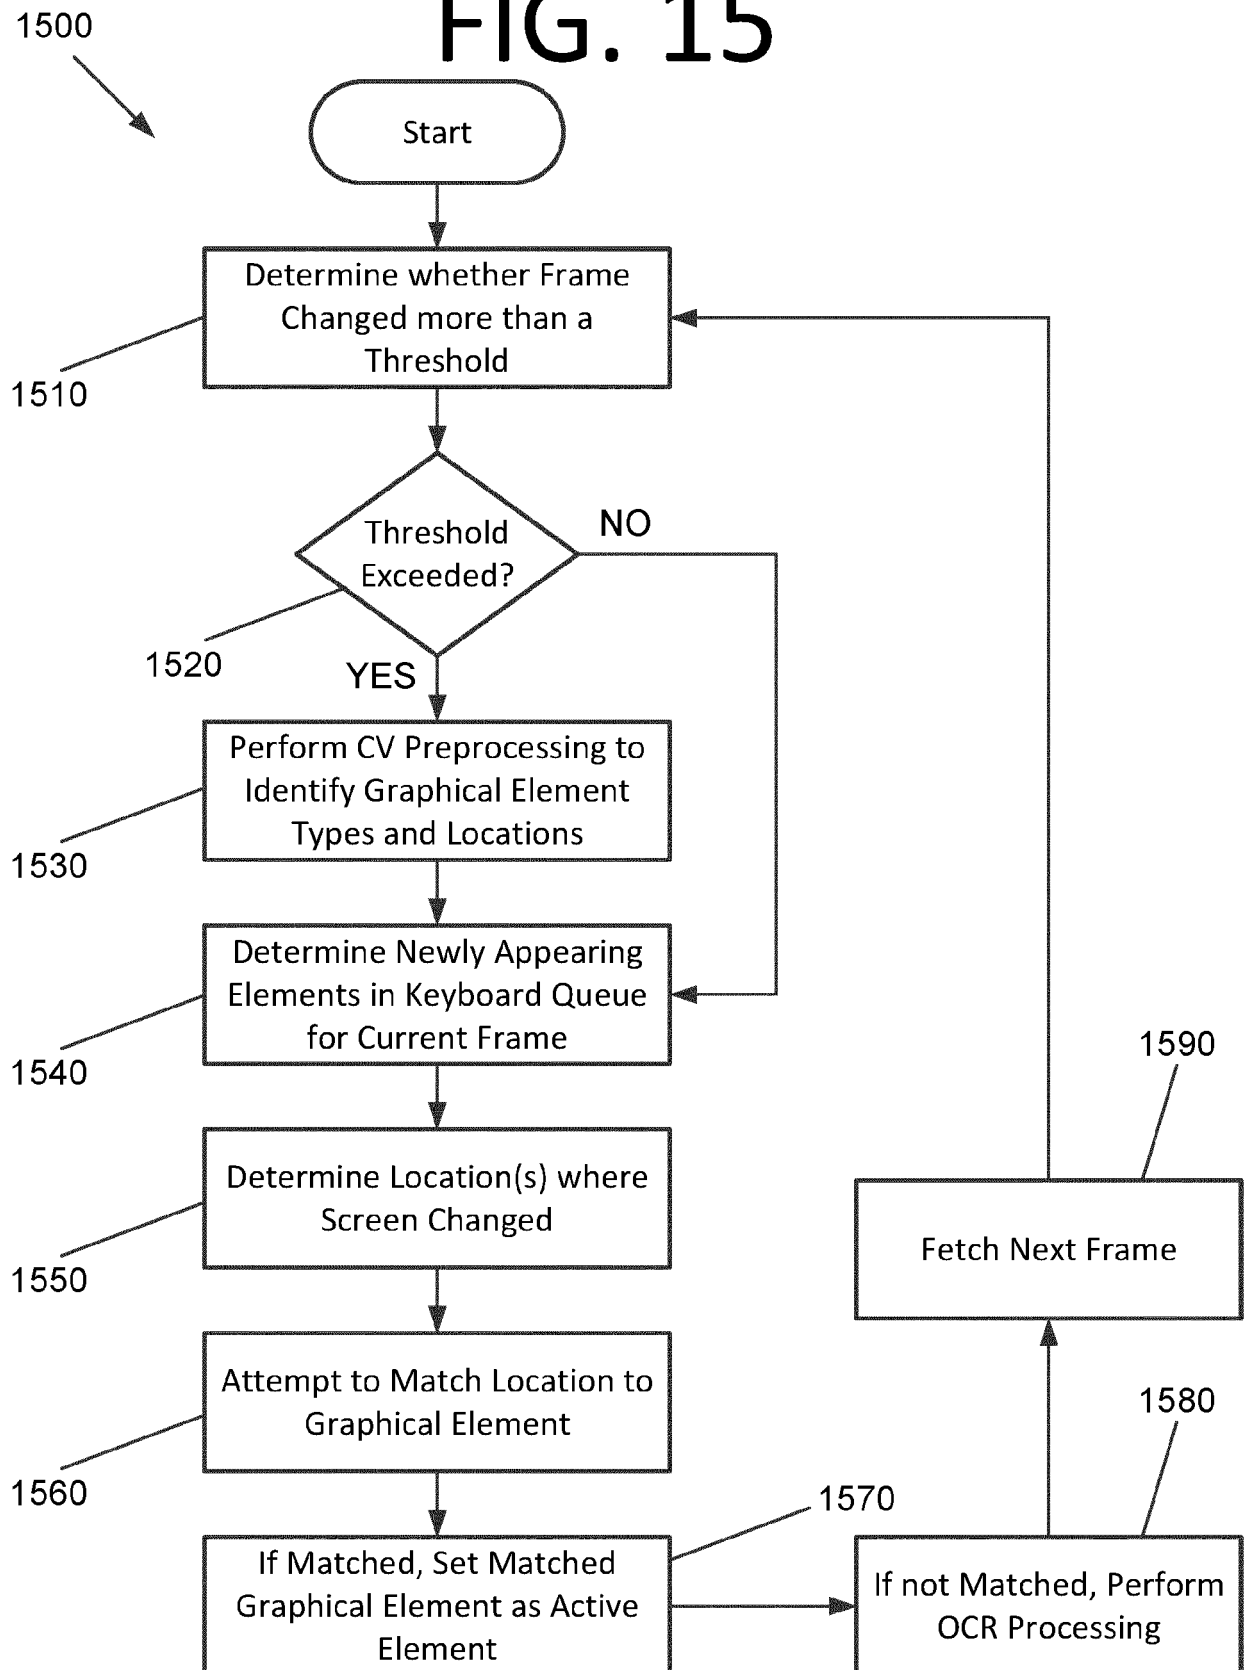 FIG. 15
1500
Start
Determine whether Frame
Changed more than a
Threshold
1510
Threshold
Exceeded?
NO
1520
YES
Perform CV Preprocessing to
Identify Graphical Element
Types and Locations
1530
Determine Newly Appearing
Elements in Keyboard Queue
for Current Frame
1540
Determine Location(s) where
Screen Changed
1550
Attempt to Match Location to
Graphical Element
1560
If Matched, Set Matched
Graphical Element as Active
Element
1570
If not Matched, Perform
OCR Processing
1580
Fetch Next Frame
1590